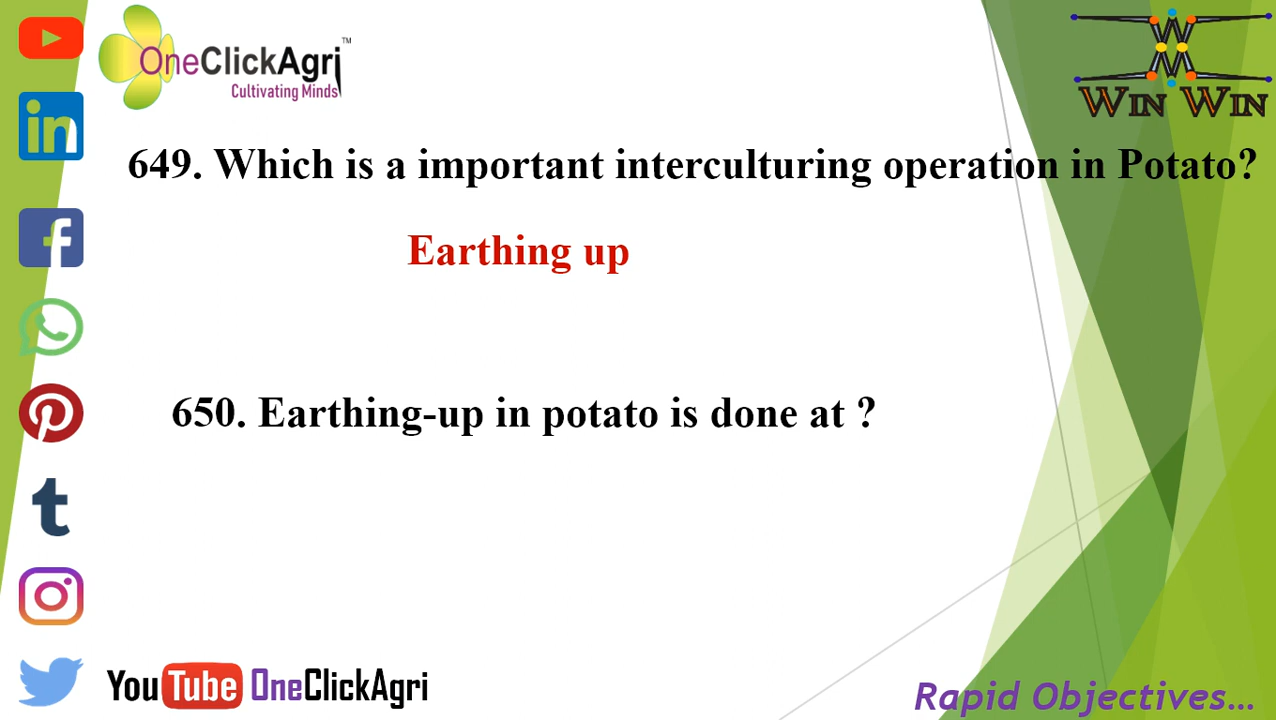 OneClickAgri™
Cultivating Minds
WIN WIN
649. Which is a important interculturing operation in Potato?
Earthing up
650. Earthing-up in potato is done at ?
YouTube OneClickAgri
Rapid Objectives...